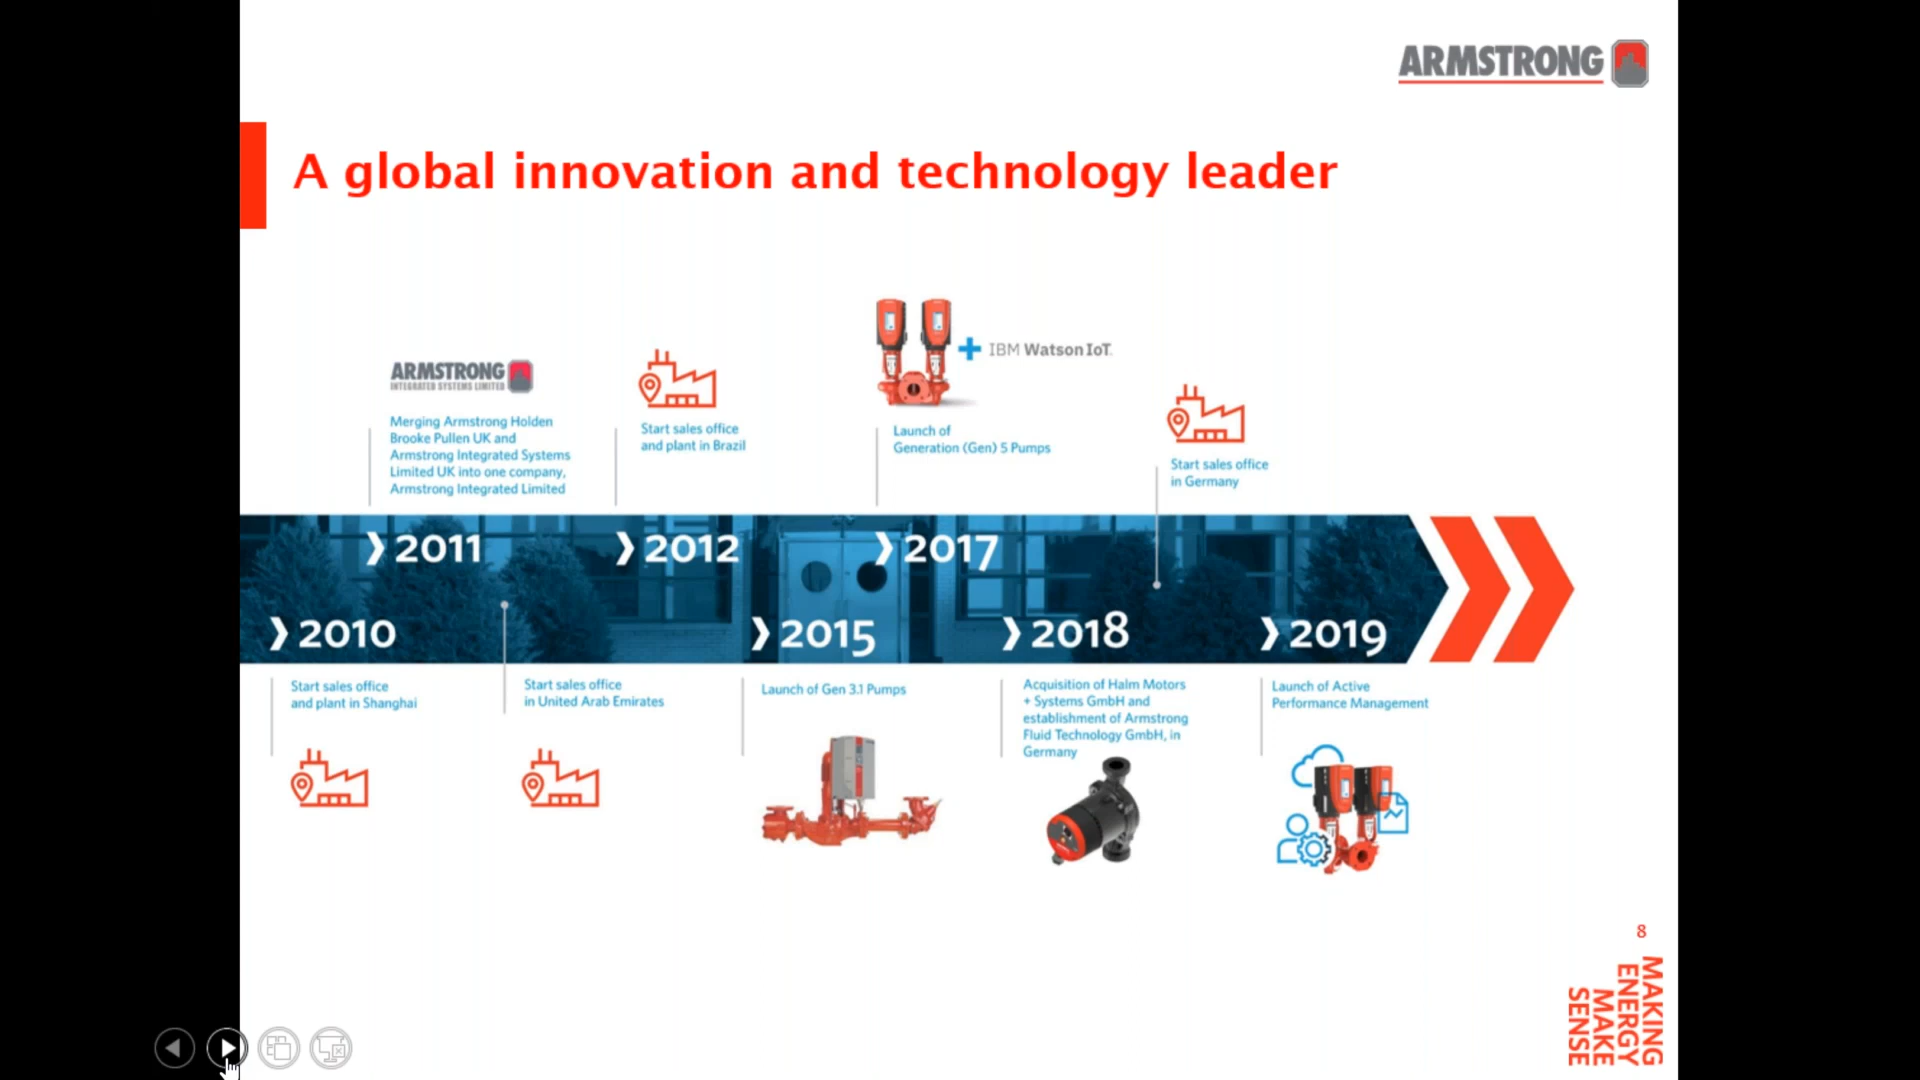 ARMSTRONG
A global innovation and technology leader
IBM Watson IoT
ARMSTRONG
INTEGRATED SYSTEMS LIMITED
Merging Armstrong Holden
Brooke Pullen UK and
Armstrong Integrated Systems
Limited UK into one company,
Armstrong Integrated Limited
Start sales office
and plant in Brazil
Launch of
Generation (Gen) 5 Pumps
Start sales office
in Germany
2011
2012
2017
2010
2015
2018
2019
Start sales office
and plant in Shanghai
Start sales office
in United Arab Emirates
Launch of Gen 3.1 Pumps
Acquisition of Halm Motors
+ Systems GmbH and
establishment of Armstrong
Fluid Technology GmbH, in
Germany
Launch of Active
Performance Management
8
MAKING
ENERGY
MAKE
SENSE